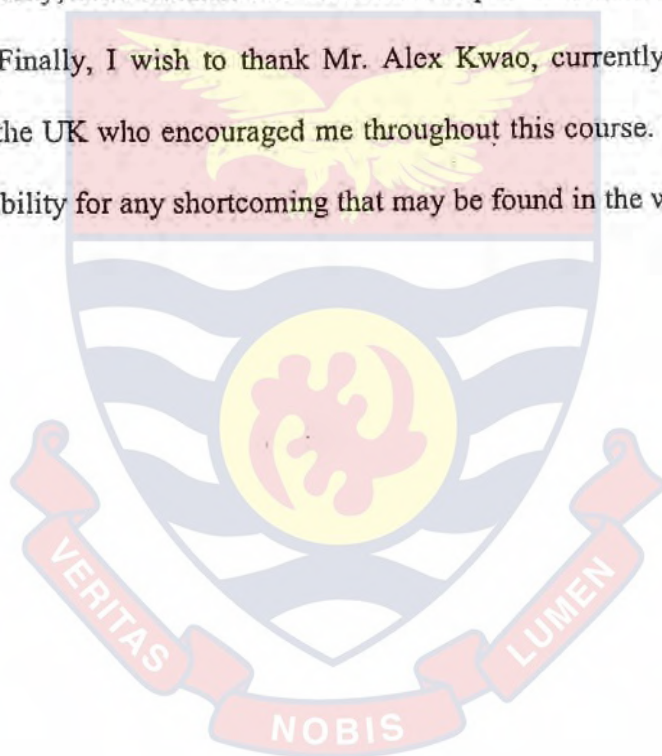 Finally, I wish to thank Mr. Alex Kwao, currently
the UK who encouraged me throughout this course.
bility for any shortcoming that may be found in the
VERITAS
NOBIS
LUMEN